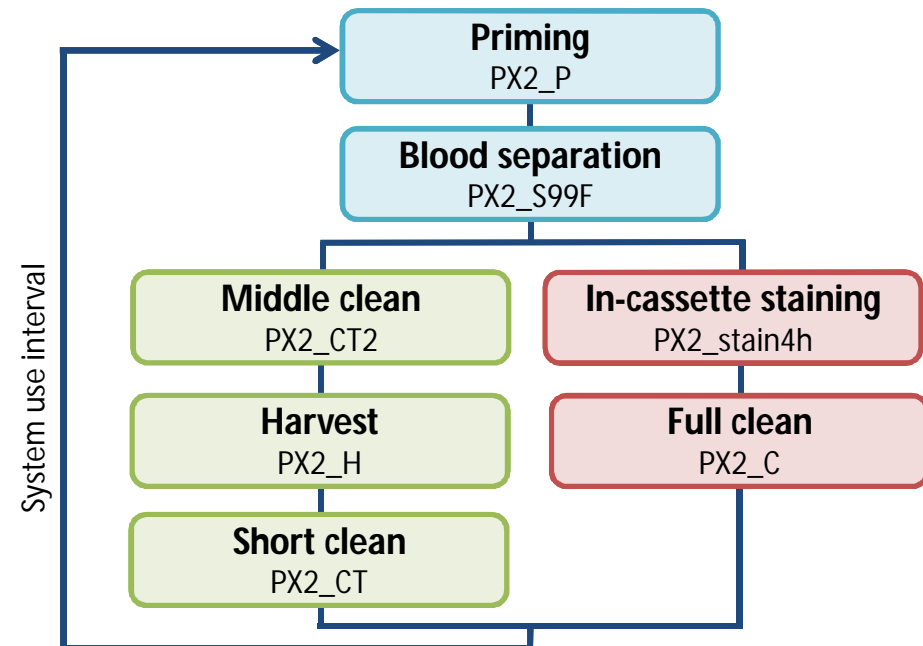 Priming
PX2_P
Blood separation
PX2_S99F
System use interval
Middle clean
PX2_CT2
In-cassette staining
PX2_stain4h
Harvest
PX2_H
Full clean
PX2_C
Short clean
PX2_CT